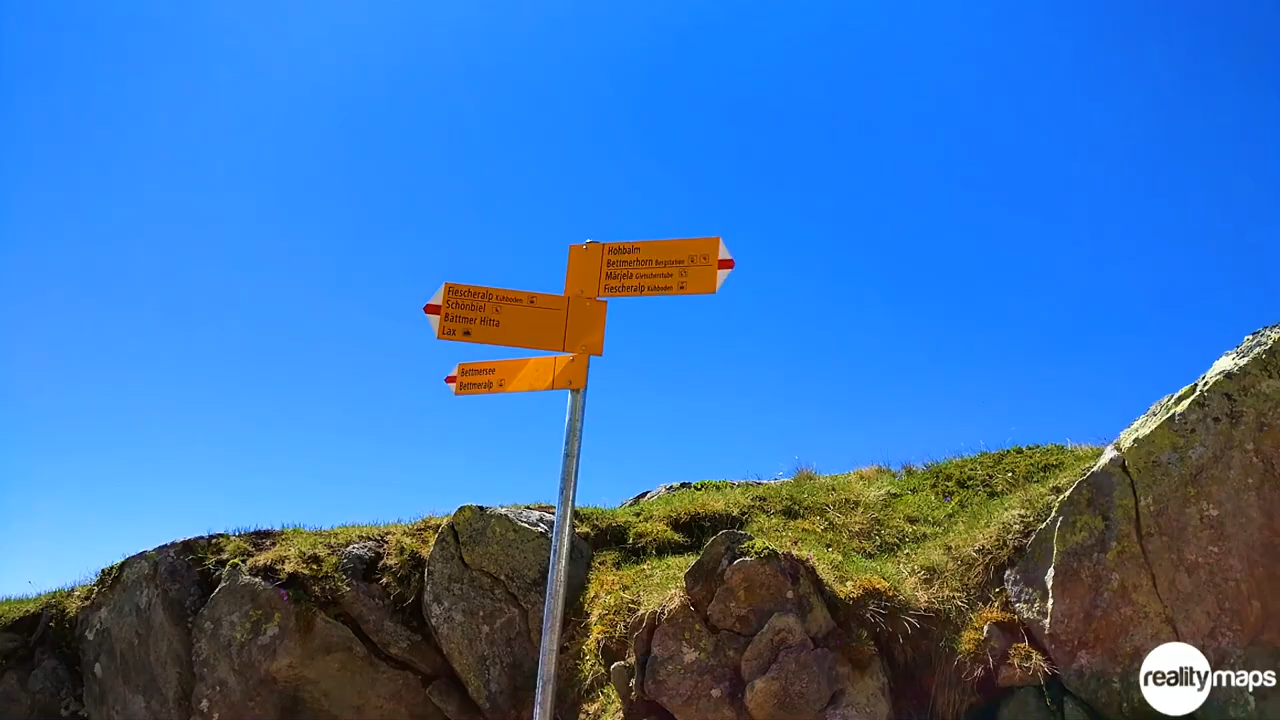 Hohbalm
Bettmerhorn Bergstation
Märjela Gletscherstube
Fiescheralp Kühboden
Fiescheralp Kühboden
Schönbiel
Bättmer Hitta
Lax
Bettmersee
Bettmeralp
realitymaps